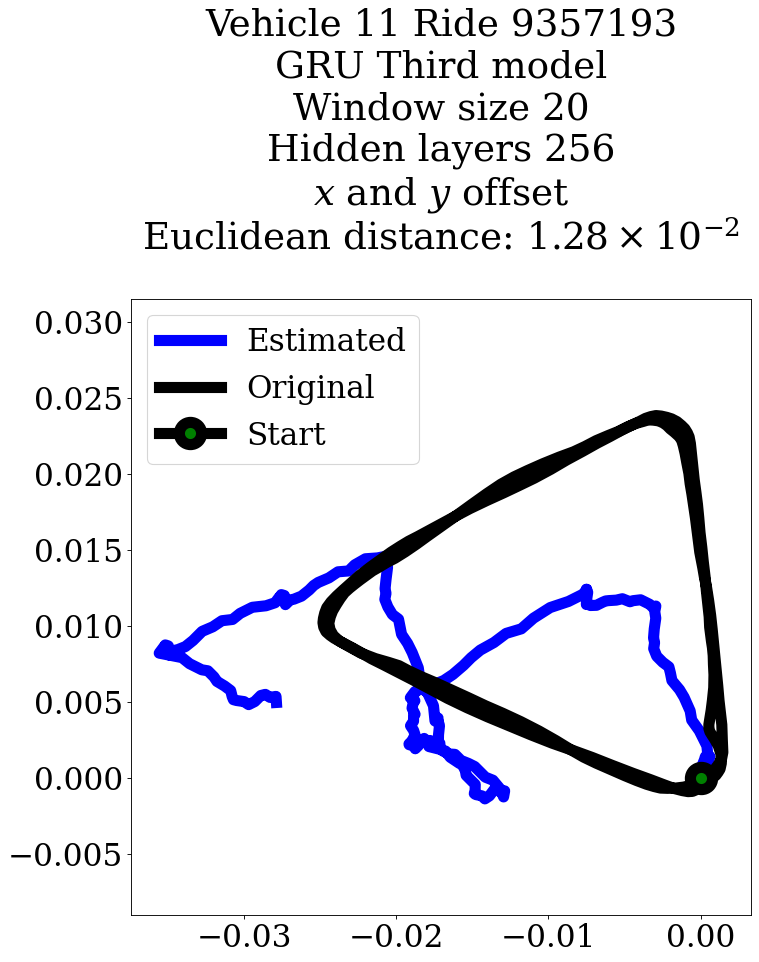 Vehicle 11 Ride 9357193
GRU Third model
Window size 20
Hidden layers 256
x and y offset
Euclidean distance: 1.28 × 10⁻²
0.030
0.025
0.020
0.015
0.010
0.005
0.000
−0.005
Estimated
Original
Start
−0.03 −0.02 −0.01 0.00